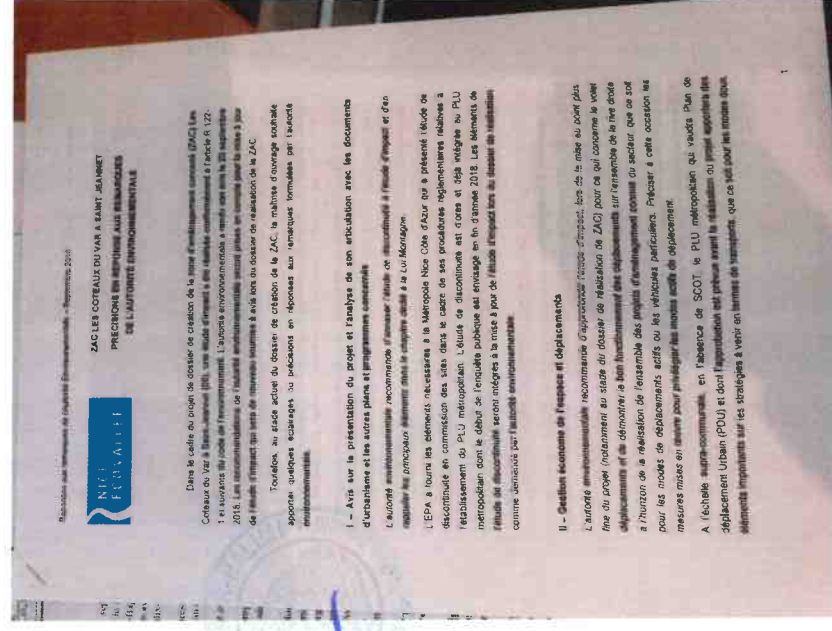 Réponses aux remarques de l'Autorité Environnementale – Septembre 2018
NICE
ECOVALLÉE
ZAC LES COTEAUX DU VAR A SAINT JEANNET
PRECISIONS EN REPONSE AUX REMARQUES
DE L'AUTORITÉ ENVIRONNEMENTALE
Dans le cadre du projet de dossier de création de la zone d'aménagement concerté (ZAC) Les
Coteaux du Var à Saint-Jeannet (06), une étude d'impact a été réalisée conformément à l'article R 122-
1 et suivants du code de l'environnement. L'autorité environnementale a rendu son avis le 20 septembre
2018. Les recommandations de l'autorité environnementale seront prises en compte pour la mise à jour
de l'étude d'impact qui sera de nouveau soumise à avis lors du dossier de réalisation de la ZAC.
Toutefois, au stade actuel du dossier de création de la ZAC, la maîtrise d'ouvrage souhaite
apporter quelques éclairages ou précisions en réponses aux remarques formulées par l'autorité
environnementale.
I – Avis sur la présentation du projet et l'analyse de son articulation avec les documents
d'urbanisme et les autres plans et programmes concernés
L'autorité environnementale recommande d'annexer l'étude de discontinuité à l'étude d'impact et d'en
rappeler les principaux éléments dans le chapitre dédié à la Loi Montagne.
L'EPA a fourni les éléments nécessaires à la Métropole Nice Côte d'Azur qui a présenté l'étude de
discontinuité en commission des sites dans le cadre de ses procédures réglementaires relatives à
l'établissement du PLU métropolitain. L'étude de discontinuité est d'ores et déjà intégrée au PLU
métropolitain dont le début de l'enquête publique est envisagé en fin d'année 2018. Les éléments de
l'étude de discontinuité seront intégrés à la mise à jour de l'étude d'impact lors du dossier de réalisation
comme demandé par l'autorité environnementale.
II – Gestion économe de l'espace et déplacements
L'autorité environnementale recommande d'approfondir l'étude d'impact, lors de la mise au point plus
fine du projet (notamment au stade du dossier de réalisation de ZAC) pour ce qui concerne le volet
déplacements et de démontrer le bon fonctionnement des déplacements sur l'ensemble de la rive droite
à l'horizon de la réalisation de l'ensemble des projets d'aménagement connus du secteur que ce soit
pour les modes de déplacements actifs ou les véhicules particuliers. Préciser à cette occasion les
mesures mises en œuvre pour privilégier les modes actifs de déplacement.
A l'échelle supra-communale, en l'absence de SCOT, le PLU métropolitain qui vaudra Plan de
déplacement Urbain (PDU) et dont l'approbation est prévue avant la réalisation du projet apportera des
éléments importants sur les stratégies à venir en termes de transports, que ce soit pour les modes doux,
1